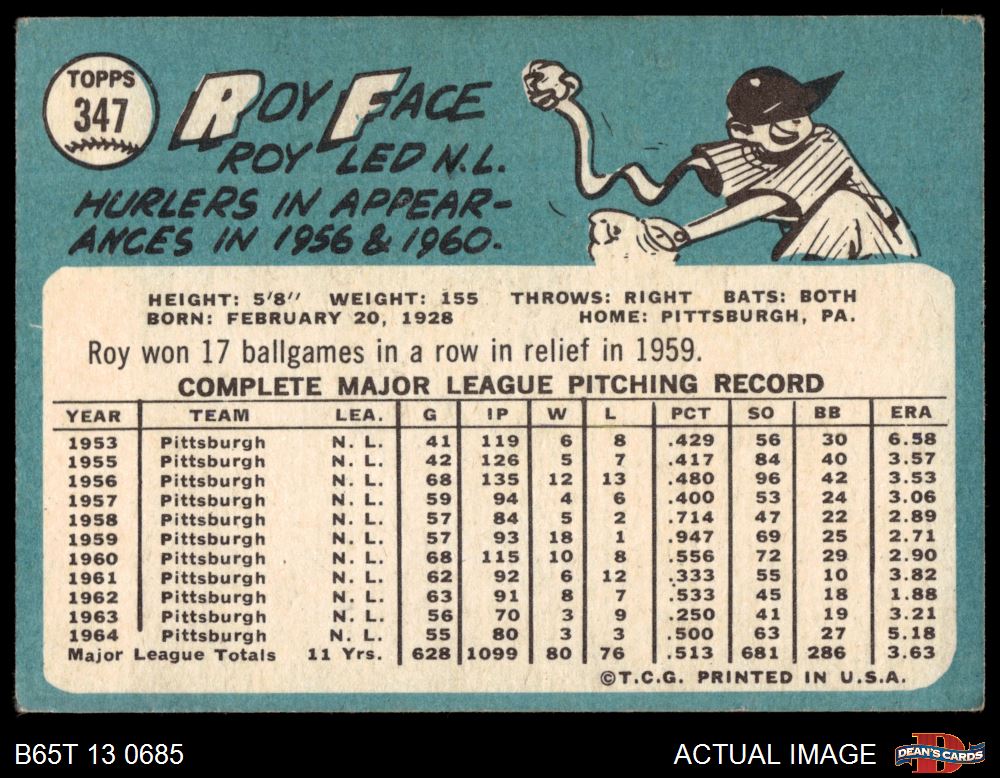 TOPPS
347
ROY FACE
ROY LED N.L.
HURLERS IN APPEAR-
ANCES IN 1956 & 1960.
HEIGHT: 5'8" WEIGHT: 155 THROWS: RIGHT BATS: BOTH
BORN: FEBRUARY 20, 1928 HOME: PITTSBURGH, PA.
Roy won 17 ballgames in a row in relief in 1959.
COMPLETE MAJOR LEAGUE PITCHING RECORD
YEAR TEAM LEA. G IP W L PCT SO BB ERA
1953 Pittsburgh N. L. 41 119 6 8 .429 56 30 6.58
1955 Pittsburgh N. L. 42 126 5 7 .417 84 40 3.57
1956 Pittsburgh N. L. 68 135 12 13 .480 96 42 3.53
1957 Pittsburgh N. L. 59 94 4 6 .400 53 24 3.06
1958 Pittsburgh N. L. 57 84 5 2 .714 47 22 2.89
1959 Pittsburgh N. L. 57 93 18 1 .947 69 25 2.71
1960 Pittsburgh N. L. 68 115 10 8 .556 72 29 2.90
1961 Pittsburgh N. L. 62 92 6 12 .333 55 10 3.82
1962 Pittsburgh N. L. 63 91 8 7 .533 45 18 1.88
1963 Pittsburgh N. L. 56 70 3 9 .250 41 19 3.21
1964 Pittsburgh N. L. 55 80 3 3 .500 63 27 5.18
Major League Totals 11 Yrs. 628 1099 80 76 .513 681 286 3.63
©T.C.G. PRINTED IN U.S.A.
B65T 13 0685 ACTUAL IMAGE DEAN'S CARDS